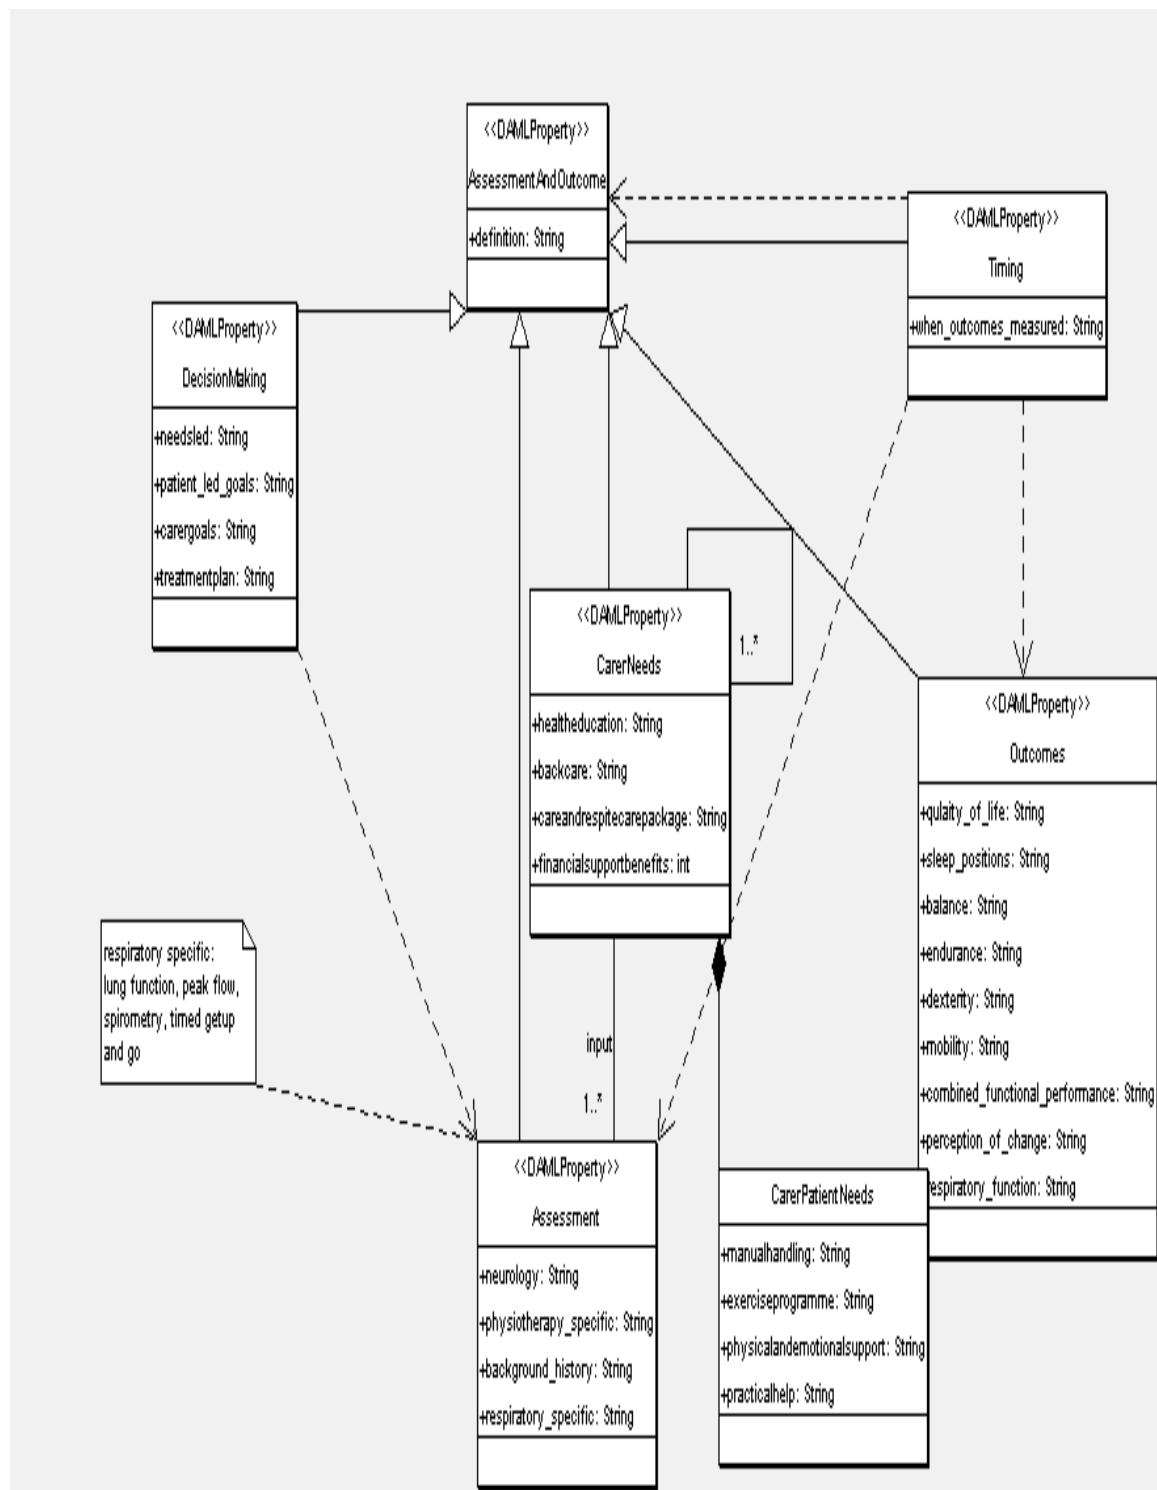 <<DAMLProperty>>
AssessmentAndOutcome
+definition: String
<<DAMLProperty>>
Timing
+when_outcomes_measured: String
<<DAMLProperty>>
DecisionMaking
+needsled: String
+patient_led_goals: String
+carergoals: String
+treatmentplan: String
<<DAMLProperty>>
CarerNeeds
+healtheducation: String
+backcare: String
+careandrespitecarepackage: String
+financialsupportbenefits: int
1..*
<<DAMLProperty>>
Outcomes
+qulaity_of_life: String
+sleep_positions: String
+balance: String
+endurance: String
+dexterity: String
+mobility: String
+combined_functional_performance: String
+perception_of_change: String
respiratory_function: String
respiratory specific:
lung function, peak flow,
spirometry, timed getup
and go
input
1..*
<<DAMLProperty>>
Assessment
+neurology: String
+physiotherapy_specific: String
+background_history: String
+respiratory_specific: String
CarerPatientNeeds
+manualhandling: String
+exerciseprogramme: String
+physicalandemotionalsupport: String
+practicalhelp: String